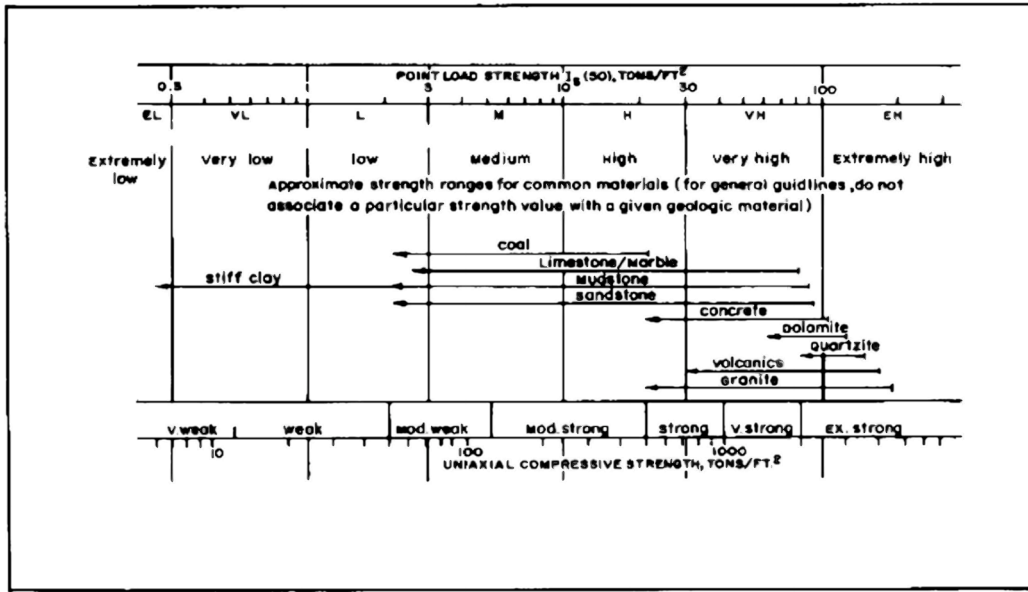 POINT LOAD STRENGTH I_s(50), TONS/FT²
0.3 1 3 10 30 100
EL VL L M H VH EH
Extremely low Very low low Medium High Very high Extremely high
Approximate strength ranges for common materials (for general guidlines, do not
associate a particular strength value with a given geologic material)
coal
Limestone/Marble
stiff clay Mudstone
sandstone
concrete
Dolamite
Quartzite
volcanics
Granite
V.weak weak Mod.weak Mod.strong strong V.strong Ex.strong
10 100 1000
UNIAXIAL COMPRESSIVE STRENGTH, TONS/FT.²